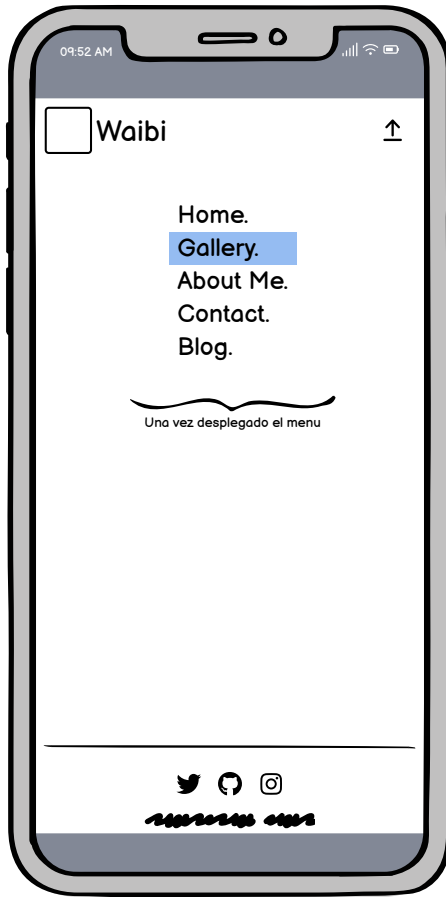 09:52 AM
Waibi
Home.
Gallery.
About Me.
Contact.
Blog.
Una vez desplegado el menu